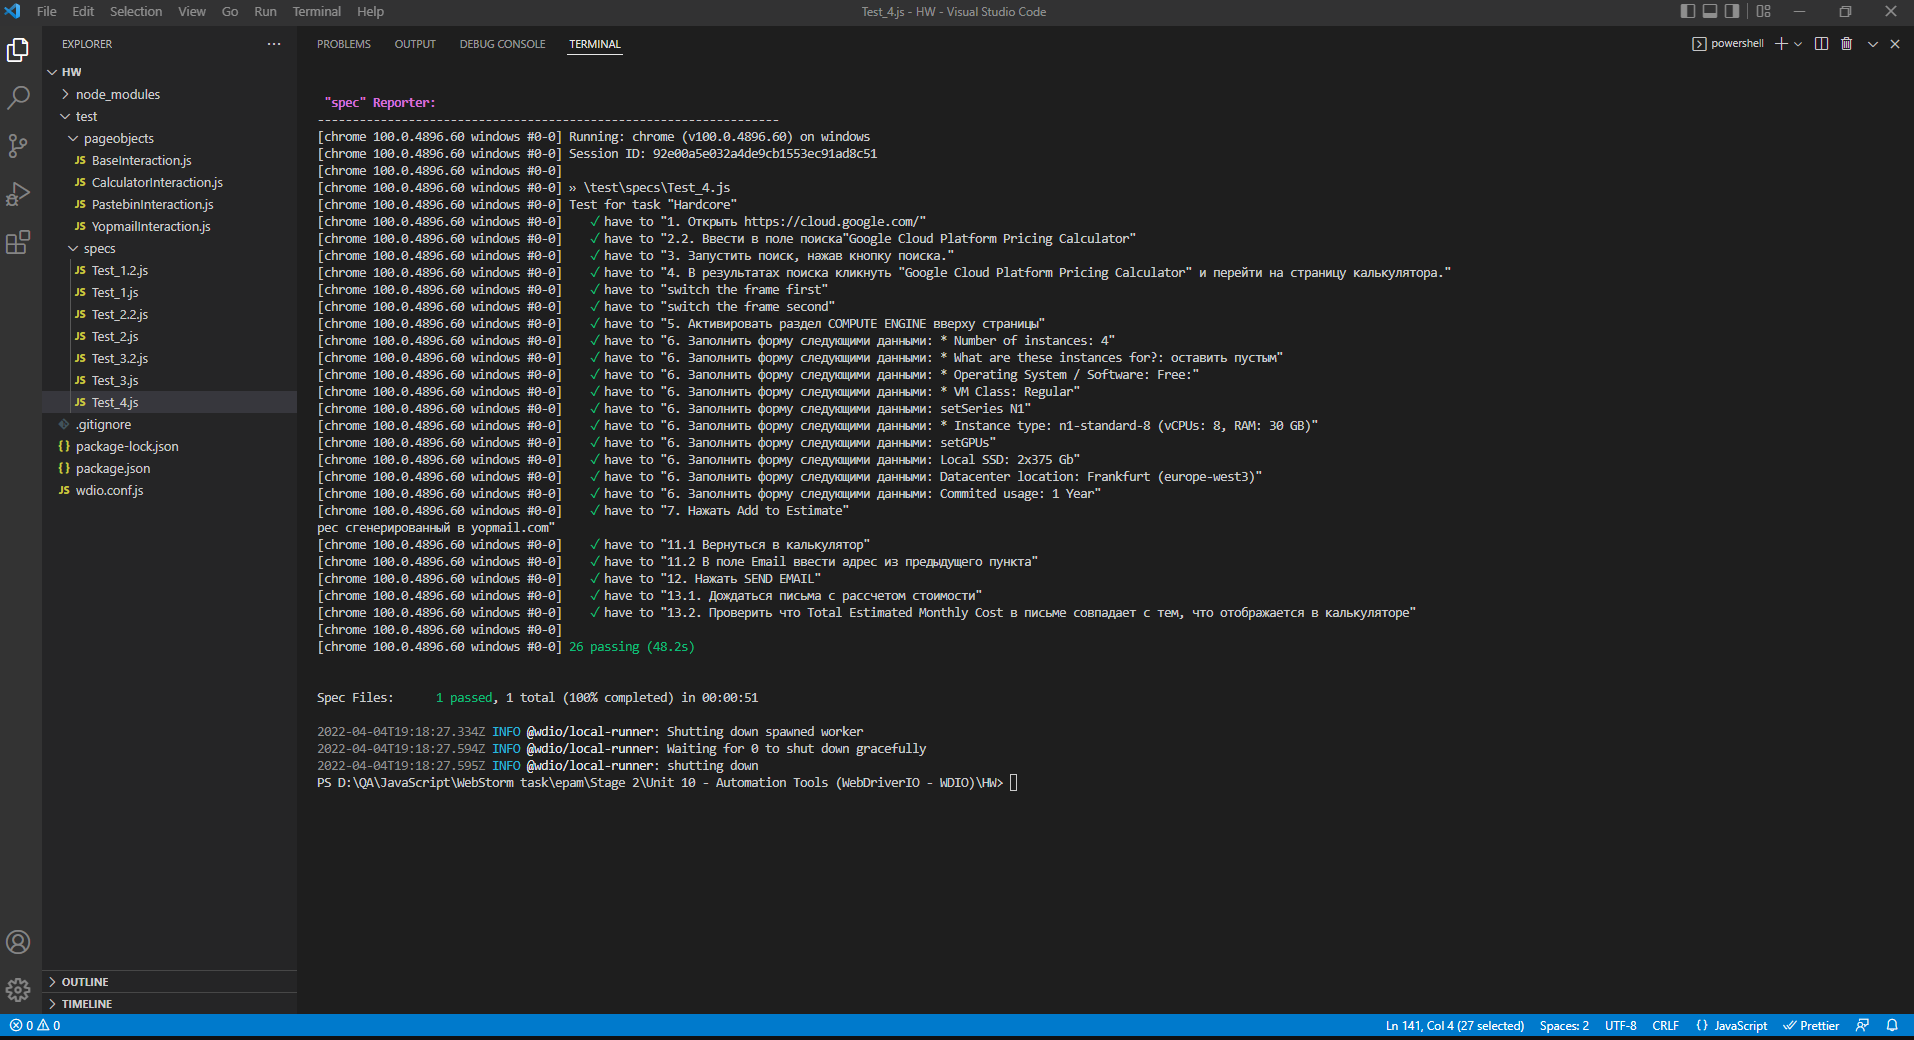 File Edit Selection View Go Run Terminal Help
Test_4.js - HW - Visual Studio Code
EXPLORER
HW
node_modules
test
pageobjects
JS BaseInteraction.js
JS CalculatorInteraction.js
JS PastebinInteraction.js
JS YopmailInteraction.js
specs
JS Test_1.2.js
JS Test_1.js
JS Test_2.2.js
JS Test_2.js
JS Test_3.2.js
JS Test_3.js
JS Test_4.js
.gitignore
{} package-lock.json
{} package.json
JS wdio.conf.js
OUTLINE
TIMELINE
PROBLEMS OUTPUT DEBUG CONSOLE TERMINAL
powershell
"spec" Reporter:
------------------------------------------------------------------
[chrome 100.0.4896.60 windows #0-0] Running: chrome (v100.0.4896.60) on windows
[chrome 100.0.4896.60 windows #0-0] Session ID: 92e00a5e032a4de9cb1553ec91ad8c51
[chrome 100.0.4896.60 windows #0-0]
[chrome 100.0.4896.60 windows #0-0] » \test\specs\Test_4.js
[chrome 100.0.4896.60 windows #0-0] Test for task "Hardcore"
[chrome 100.0.4896.60 windows #0-0] ✓ have to "1. Открыть https://cloud.google.com/"
[chrome 100.0.4896.60 windows #0-0] ✓ have to "2.2. Ввести в поле поиска"Google Cloud Platform Pricing Calculator"
[chrome 100.0.4896.60 windows #0-0] ✓ have to "3. Запустить поиск, нажав кнопку поиска."
[chrome 100.0.4896.60 windows #0-0] ✓ have to "4. В результатах поиска кликнуть "Google Cloud Platform Pricing Calculator" и перейти на страницу калькулятора."
[chrome 100.0.4896.60 windows #0-0] ✓ have to "switch the frame first"
[chrome 100.0.4896.60 windows #0-0] ✓ have to "switch the frame second"
[chrome 100.0.4896.60 windows #0-0] ✓ have to "5. Активировать раздел COMPUTE ENGINE вверху страницы"
[chrome 100.0.4896.60 windows #0-0] ✓ have to "6. Заполнить форму следующими данными: * Number of instances: 4"
[chrome 100.0.4896.60 windows #0-0] ✓ have to "6. Заполнить форму следующими данными: * What are these instances for?: оставить пустым"
[chrome 100.0.4896.60 windows #0-0] ✓ have to "6. Заполнить форму следующими данными: * Operating System / Software: Free:"
[chrome 100.0.4896.60 windows #0-0] ✓ have to "6. Заполнить форму следующими данными: * VM Class: Regular"
[chrome 100.0.4896.60 windows #0-0] ✓ have to "6. Заполнить форму следующими данными: setSeries N1"
[chrome 100.0.4896.60 windows #0-0] ✓ have to "6. Заполнить форму следующими данными: * Instance type: n1-standard-8 (vCPUs: 8, RAM: 30 GB)"
[chrome 100.0.4896.60 windows #0-0] ✓ have to "6. Заполнить форму следующими данными: setGPUs"
[chrome 100.0.4896.60 windows #0-0] ✓ have to "6. Заполнить форму следующими данными: Local SSD: 2x375 Gb"
[chrome 100.0.4896.60 windows #0-0] ✓ have to "6. Заполнить форму следующими данными: Datacenter location: Frankfurt (europe-west3)"
[chrome 100.0.4896.60 windows #0-0] ✓ have to "6. Заполнить форму следующими данными: Commited usage: 1 Year"
[chrome 100.0.4896.60 windows #0-0] ✓ have to "7. Нажать Add to Estimate"
рес сгенерированный в yopmail.com"
[chrome 100.0.4896.60 windows #0-0] ✓ have to "11.1 Вернуться в калькулятор"
[chrome 100.0.4896.60 windows #0-0] ✓ have to "11.2 В поле Email ввести адрес из предыдущего пункта"
[chrome 100.0.4896.60 windows #0-0] ✓ have to "12. Нажать SEND EMAIL"
[chrome 100.0.4896.60 windows #0-0] ✓ have to "13.1. Дождаться письма с рассчетом стоимости"
[chrome 100.0.4896.60 windows #0-0] ✓ have to "13.2. Проверить что Total Estimated Monthly Cost в письме совпадает с тем, что отображается в калькуляторе"
[chrome 100.0.4896.60 windows #0-0]
[chrome 100.0.4896.60 windows #0-0] 26 passing (48.2s)
Spec Files: 1 passed, 1 total (100% completed) in 00:00:51
2022-04-04T19:18:27.334Z INFO @wdio/local-runner: Shutting down spawned worker
2022-04-04T19:18:27.594Z INFO @wdio/local-runner: Waiting for 0 to shut down gracefully
2022-04-04T19:18:27.595Z INFO @wdio/local-runner: shutting down
PS D:\QA\JavaScript\WebStorm task\epam\Stage 2\Unit 10 - Automation Tools (WebDriverIO - WDIO)\HW>
0 0
Ln 141, Col 4 (27 selected) Spaces: 2 UTF-8 CRLF {} JavaScript Prettier